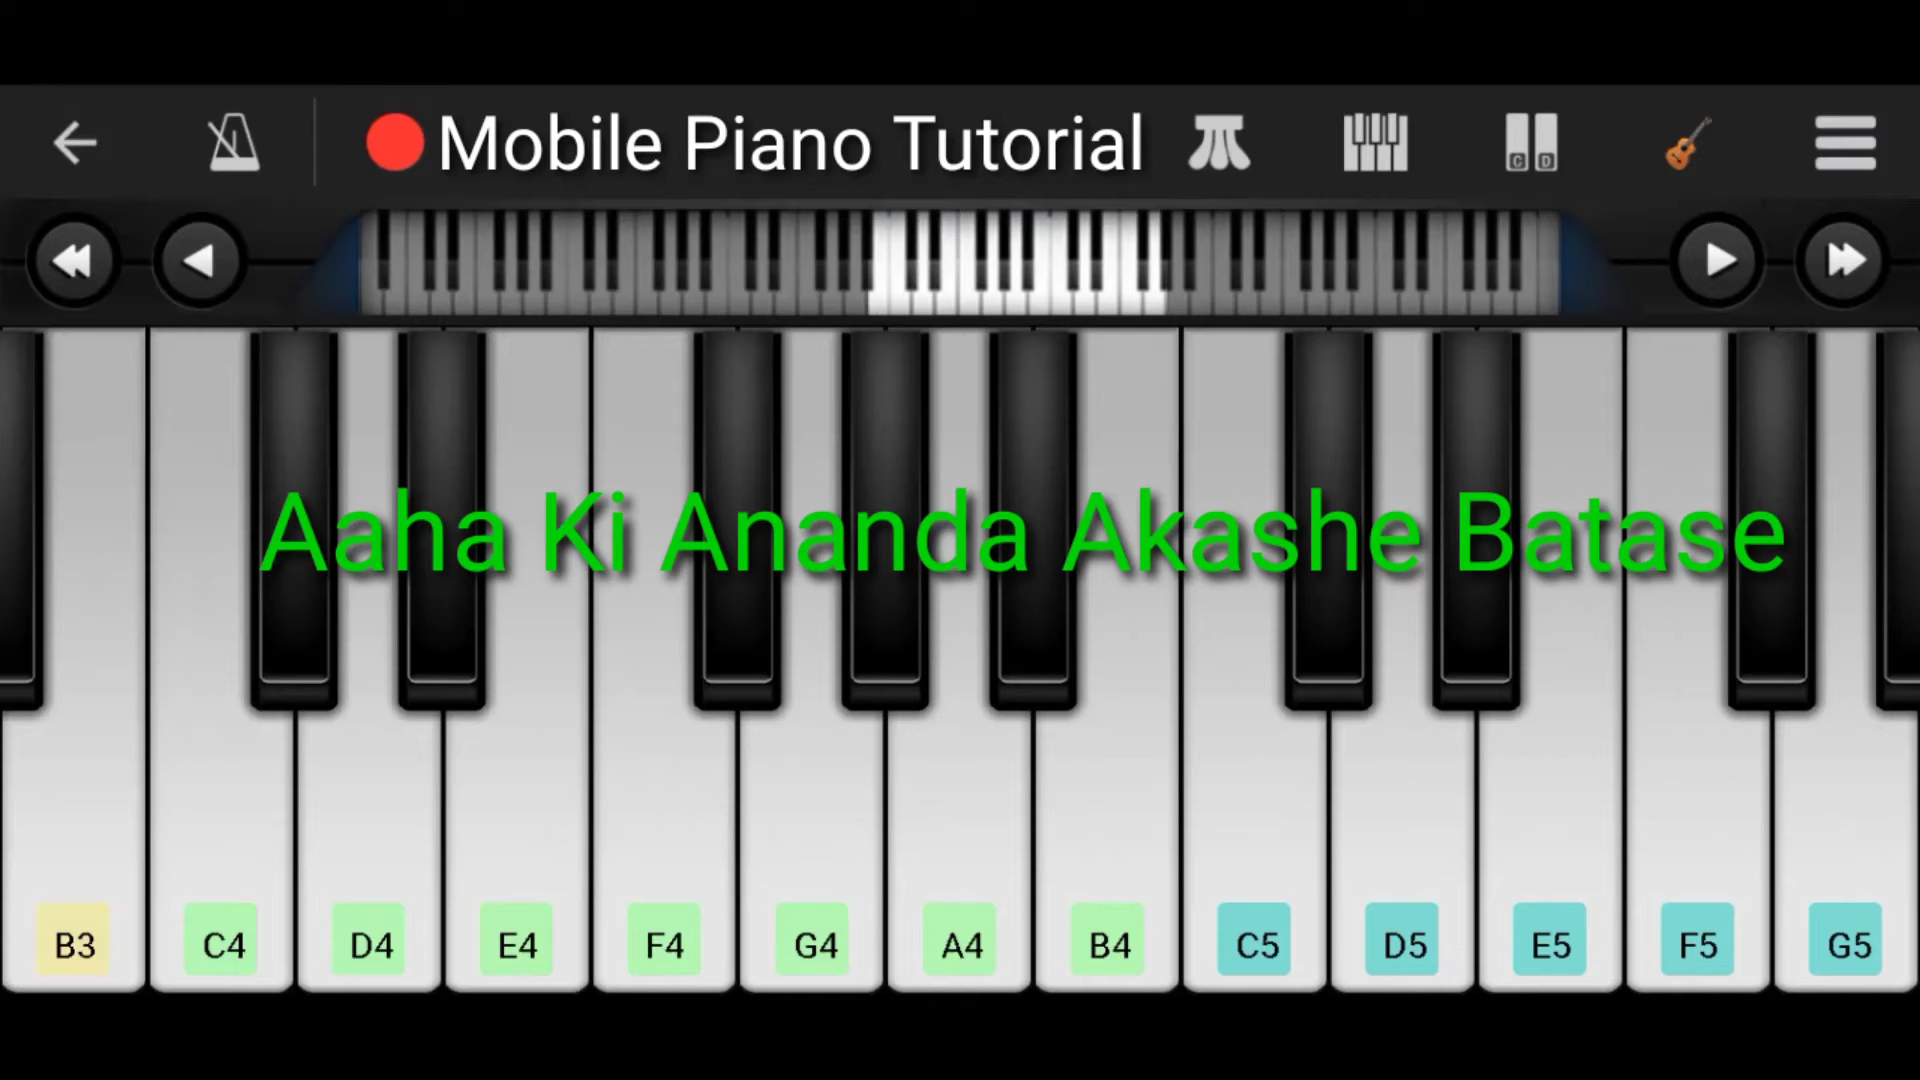 Mobile Piano Tutorial
C D
Aaha Ki Ananda Akashe Batase
B3 C4 D4 E4 F4 G4 A4 B4 C5 D5 E5 F5 G5